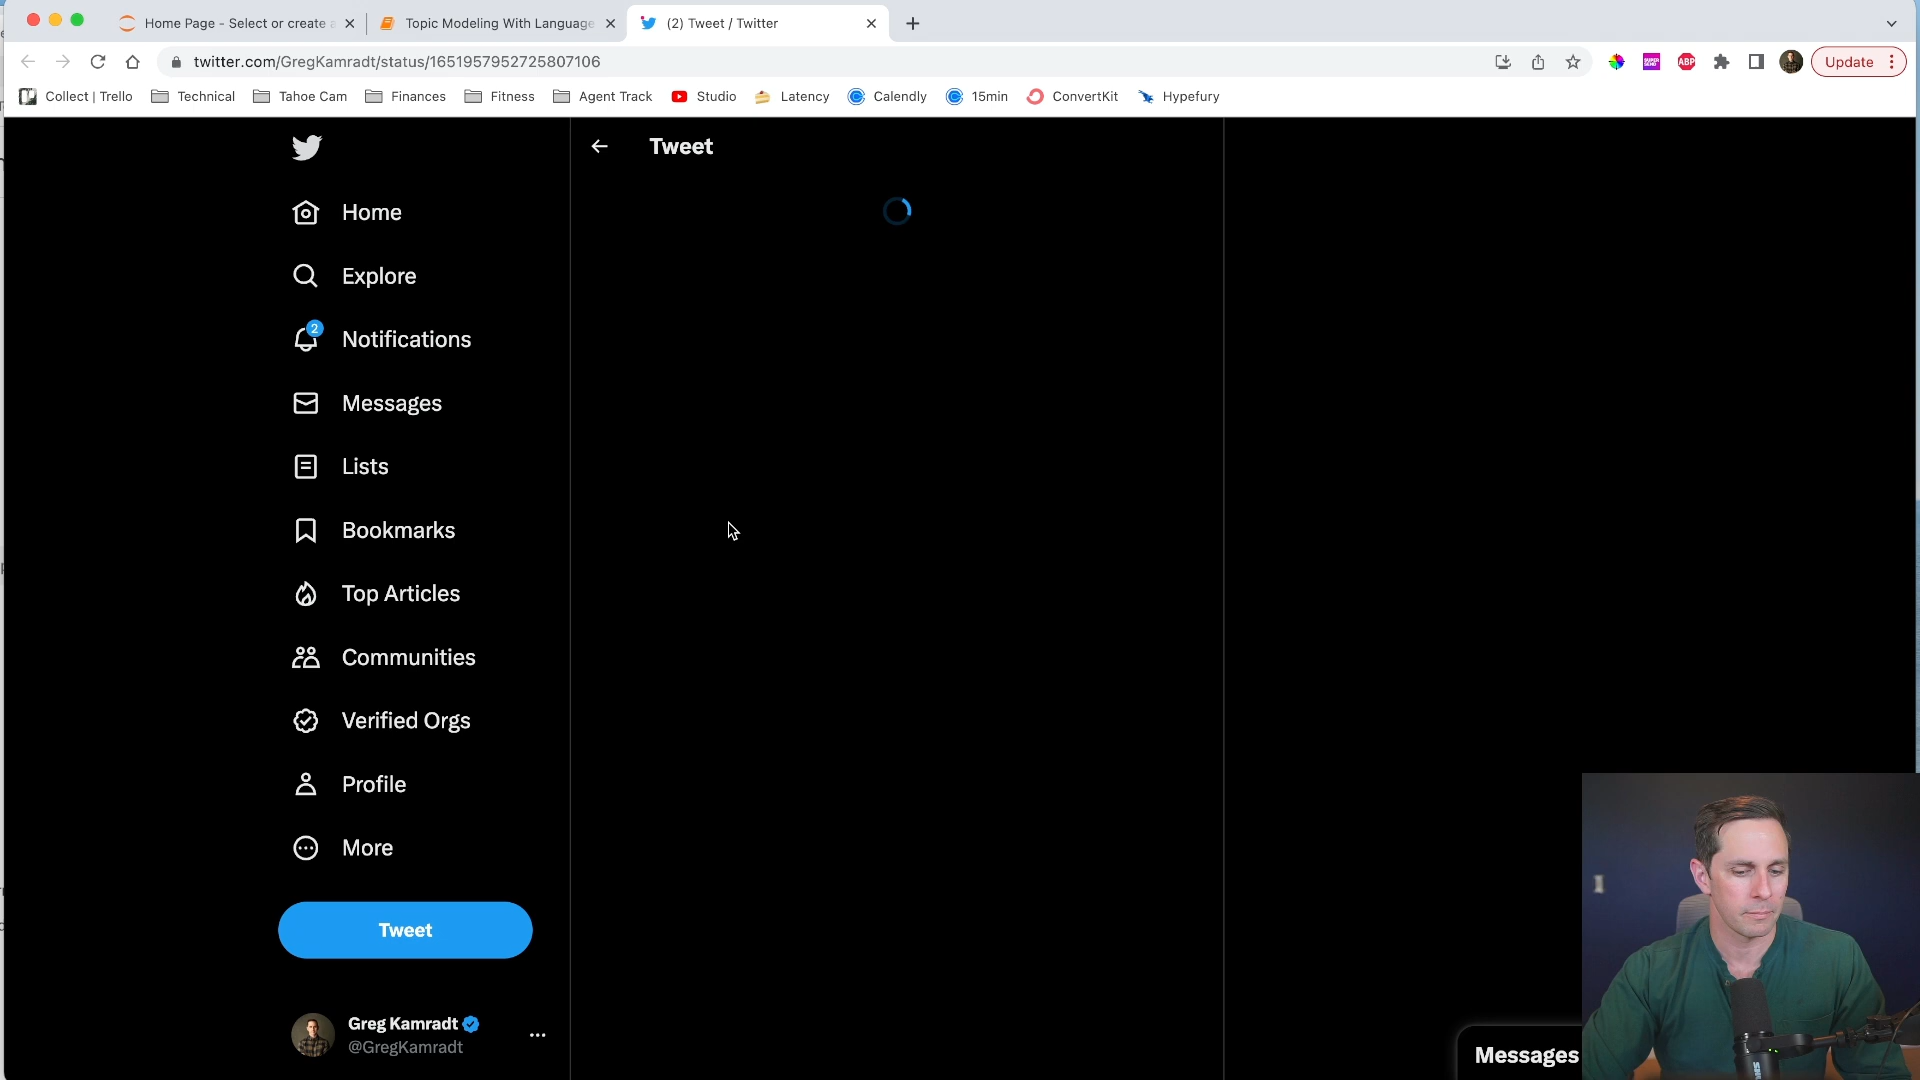 Home Page - Select or create a
Topic Modeling With Language
(2) Tweet / Twitter
twitter.com/GregKamradt/status/1651957952725807106
ABP
Update
Collect | Trello
Technical
Tahoe Cam
Finances
Fitness
Agent Track
Studio
Latency
Calendly
15min
ConvertKit
Hypefury
Tweet
Home
Explore
2
Notifications
Messages
Lists
Bookmarks
Top Articles
Communities
Verified Orgs
Profile
More
Tweet
Greg Kamradt
@GregKamradt
Messages